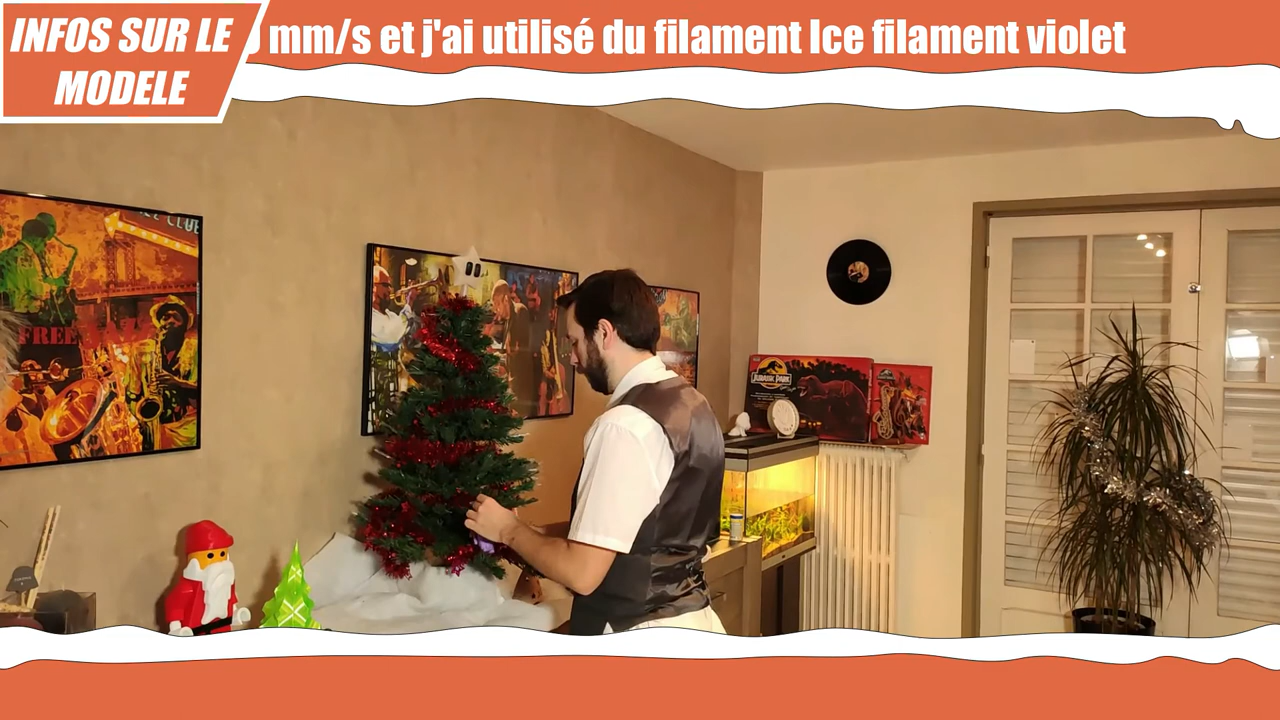 INFOS SUR LE
MODELE
mm/s et j'ai utilisé du filament Ice filament violet
FREE
JURASSIC PARK